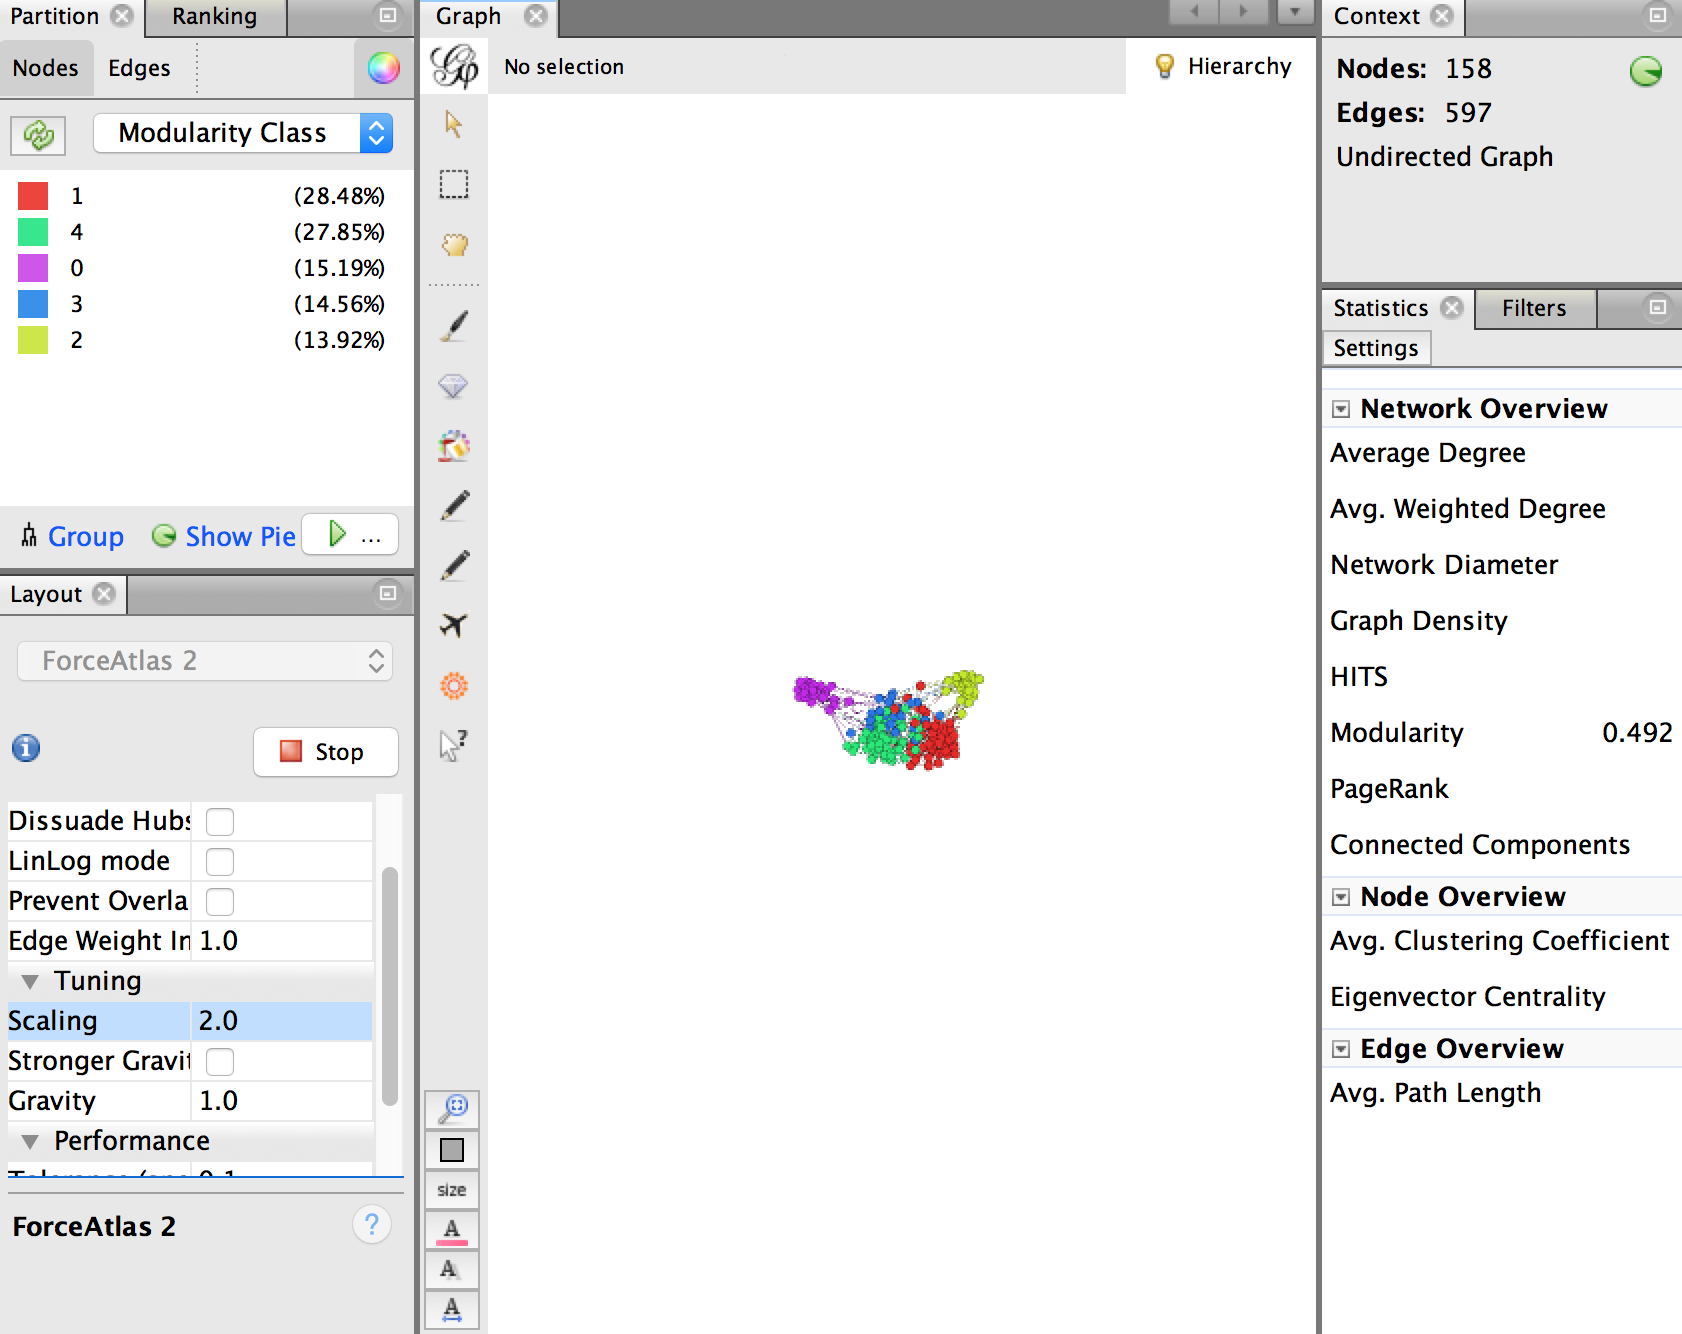 Partition
Ranking
Nodes
Edges
Modularity Class
1 (28.48%)
4 (27.85%)
0 (15.19%)
3 (14.56%)
2 (13.92%)
Group
Show Pie
...
Layout
ForceAtlas 2
Stop
Dissuade Hubs
LinLog mode
Prevent Overla
Edge Weight In 1.0
Tuning
Scaling 2.0
Stronger Gravit
Gravity 1.0
Performance
ForceAtlas 2
?
Graph
No selection
Hierarchy
size
A
A
A
Context
Nodes: 158
Edges: 597
Undirected Graph
Statistics
Filters
Settings
Network Overview
Average Degree
Avg. Weighted Degree
Network Diameter
Graph Density
HITS
Modularity 0.492
PageRank
Connected Components
Node Overview
Avg. Clustering Coefficient
Eigenvector Centrality
Edge Overview
Avg. Path Length